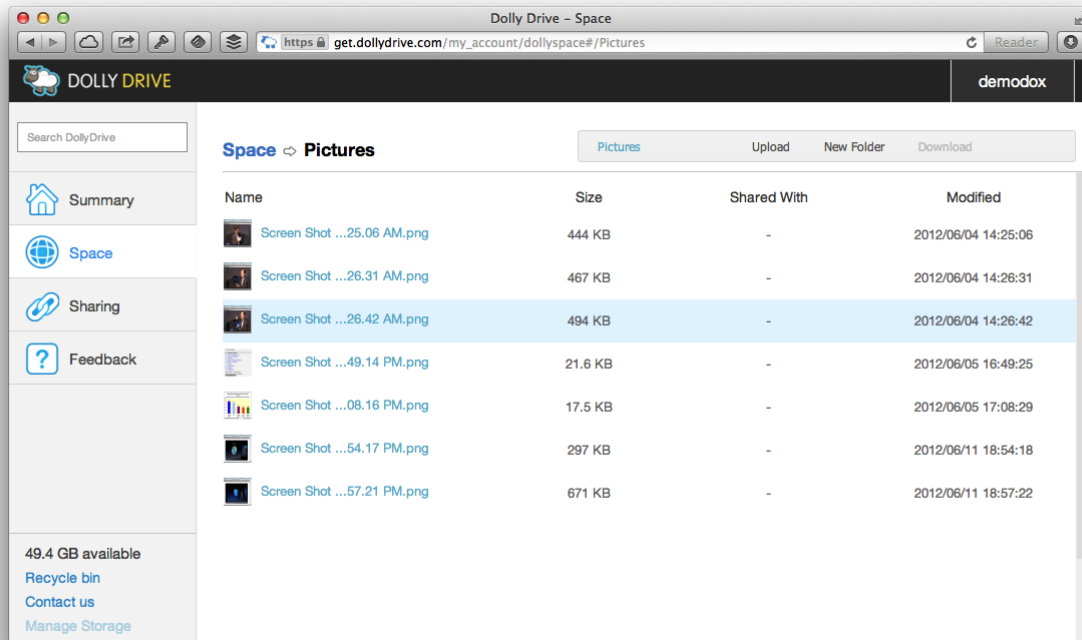 Dolly Drive – Space
https get.dollydrive.com/my_account/dollyspace#/Pictures Reader
DOLLY DRIVE demodox
Search DollyDrive
Summary
Space
Sharing
Feedback
49.4 GB available
Recycle bin
Contact us
Manage Storage
Space ⇨ Pictures
Pictures Upload New Folder Download
Name Size Shared With Modified
Screen Shot ...25.06 AM.png 444 KB - 2012/06/04 14:25:06
Screen Shot ...26.31 AM.png 467 KB - 2012/06/04 14:26:31
Screen Shot ...26.42 AM.png 494 KB - 2012/06/04 14:26:42
Screen Shot ...49.14 PM.png 21.6 KB - 2012/06/05 16:49:25
Screen Shot ...08.16 PM.png 17.5 KB - 2012/06/05 17:08:29
Screen Shot ...54.17 PM.png 297 KB - 2012/06/11 18:54:18
Screen Shot ...57.21 PM.png 671 KB - 2012/06/11 18:57:22